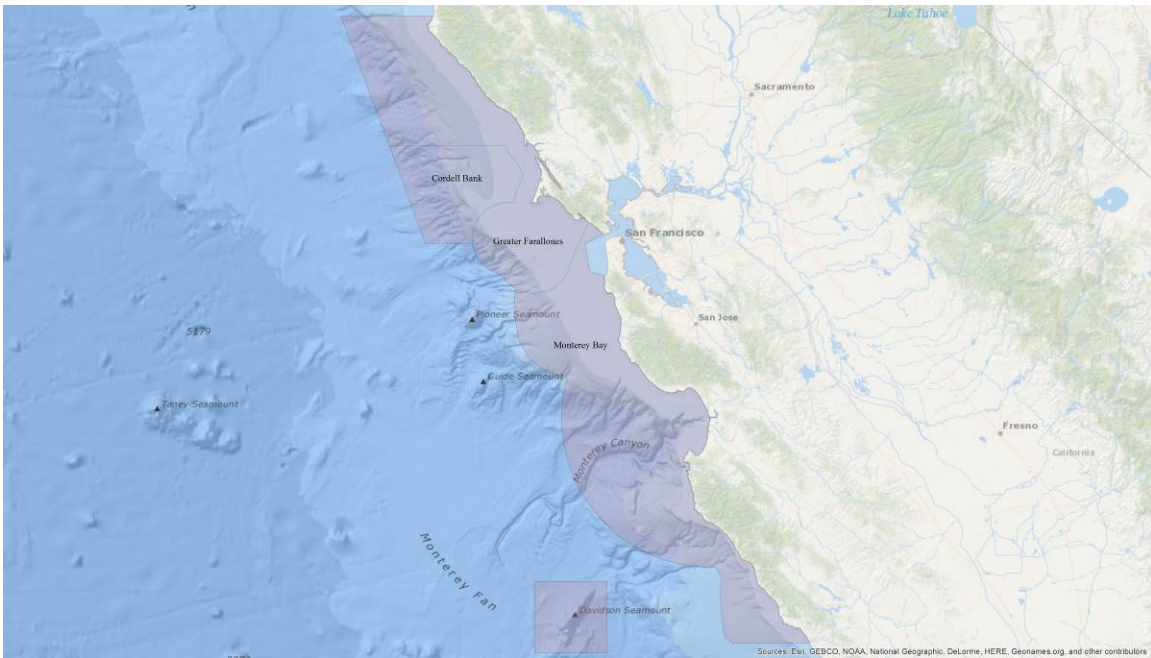 Lake Tahoe
Sacramento
Cordell Bank
San Francisco
Greater Farallones
Pioneer Seamount
San Jose
5179
Monterey Bay
Guide Seamount
Taney Seamount
Fresno
Monterey Canyon
California
Monterey Fan
Davidson Seamount
Sources: Esri, GEBCO, NOAA, National Geographic, DeLorme, HERE, Geonames.org, and other contributors